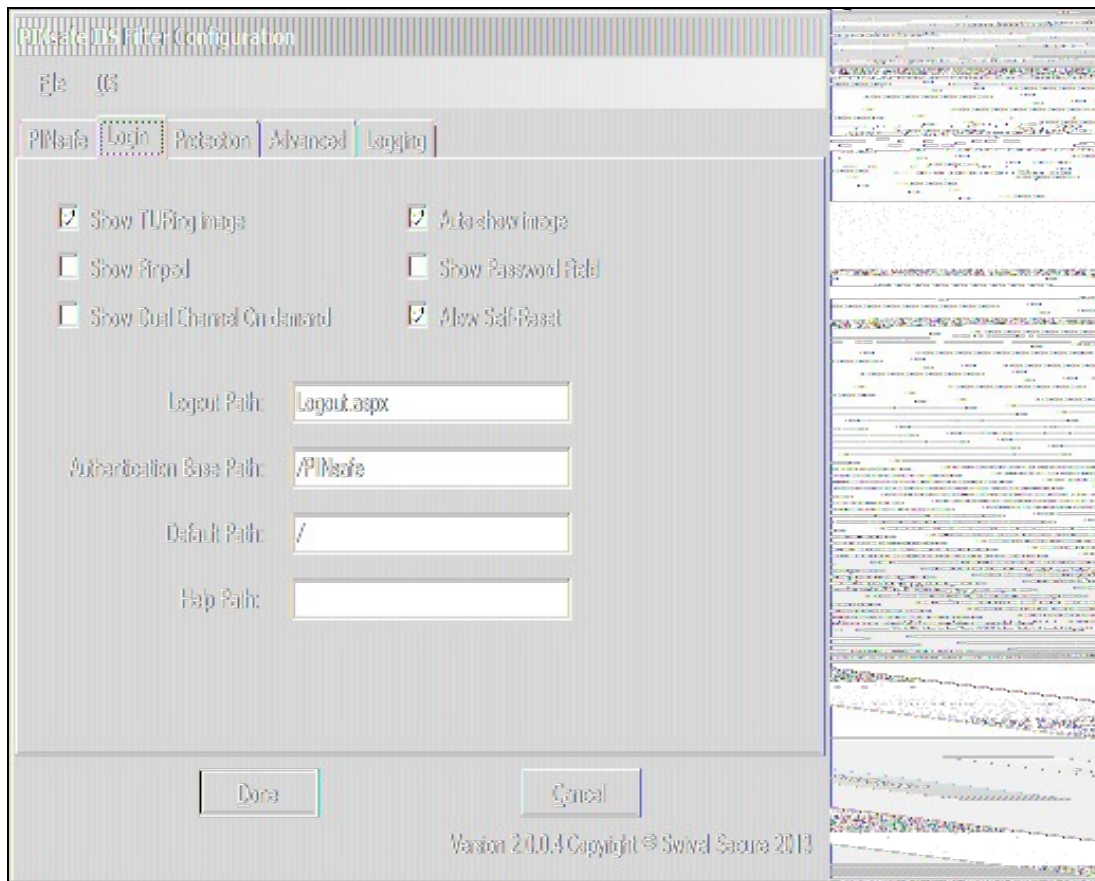 PINsafe IIS Filter Configuration
File IIS
PINsafe Login Protection Advanced Logging
Show TURing image Auto-show image
Show Pinpad Show Password Field
Show Dual Channel On-demand Allow Self-Reset
Logout Path: Logout.aspx
Authentication Base Path: /PINsafe
Default Path: /
Help Path:
Done Cancel
Version 2.0.0.4 Copyright © Swivel Secure 2013